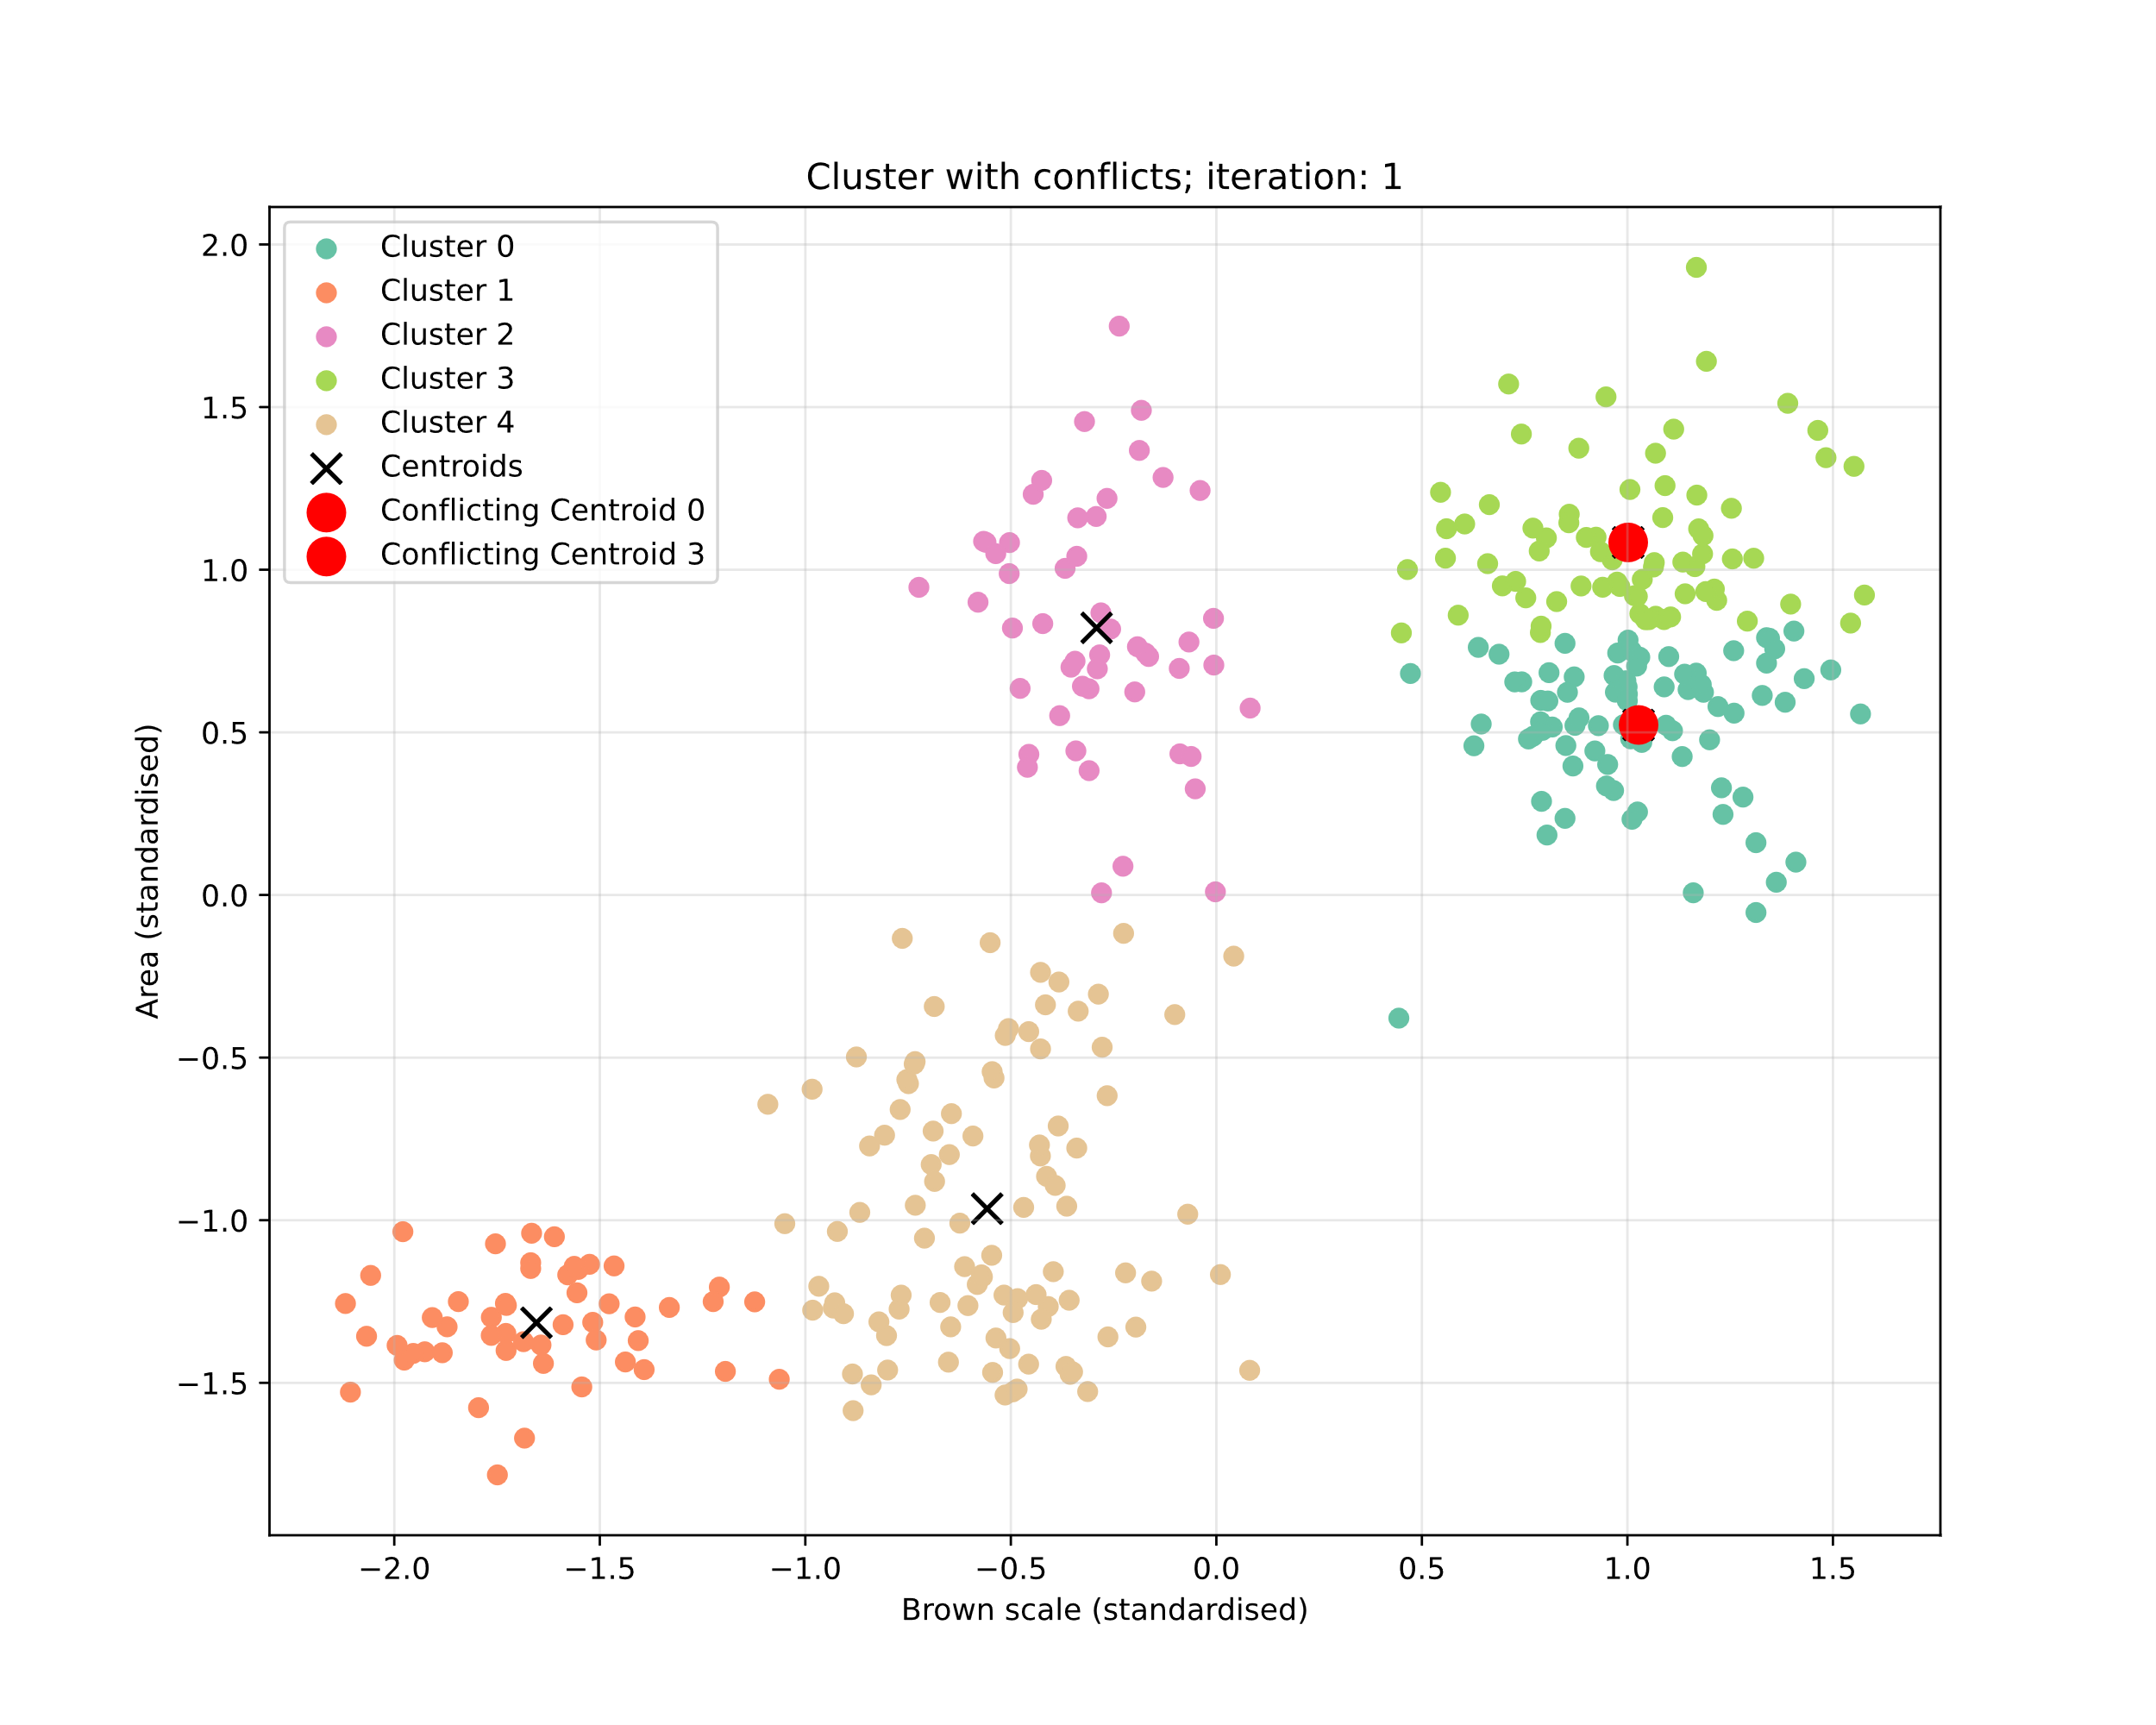 Cluster with conflicts; iteration: 1
Cluster 0
Cluster 1
Cluster 2
Cluster 3
Cluster 4
Centroids
Conflicting Centroid 0
Conflicting Centroid 3
2.0
1.5
1.0
0.5
0.0
−0.5
−1.0
−1.5
Area (standardised)
−2.0 −1.5 −1.0 −0.5 0.0 0.5 1.0 1.5
Brown scale (standardised)